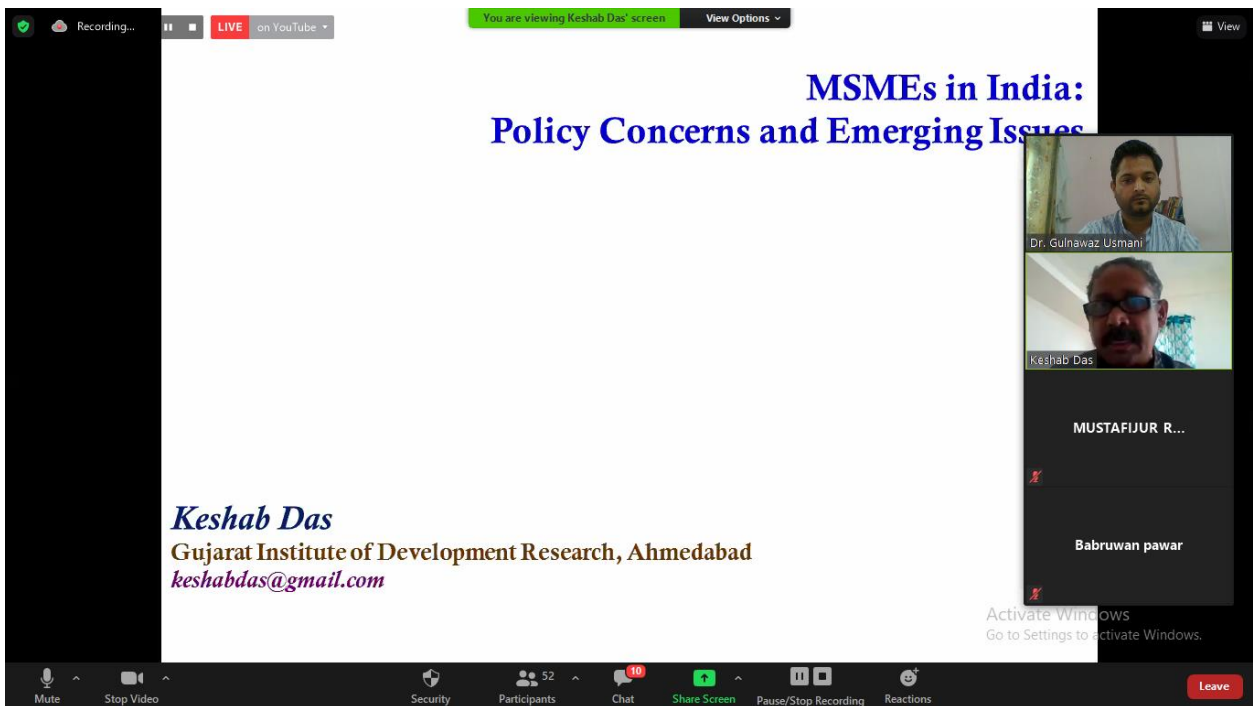 Recording...
LIVE on YouTube
You are viewing Keshab Das' screen View Options
View
MSMEs in India:
Policy Concerns and Emerging Issues
Dr. Gulnawaz Usmani
Keshab Das
MUSTAFIJUR R...
Babruwan pawar
Keshab Das
Gujarat Institute of Development Research, Ahmedabad
keshabdas@gmail.com
Activate Windows
Go to Settings to activate Windows.
Mute
Stop Video
Security
52
Participants
10
Chat
Share Screen
Pause/Stop Recording
Reactions
Leave